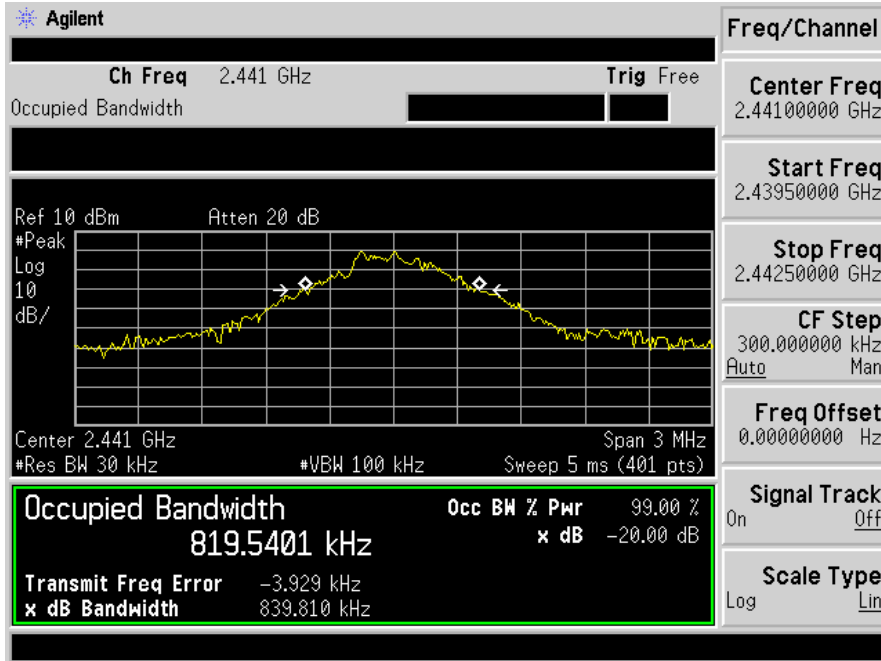 Agilent
Freq/Channel
Ch Freq 2.441 GHz Trig Free
Occupied Bandwidth
Center Freq
2.44100000 GHz
Start Freq
2.43950000 GHz
Stop Freq
2.44250000 GHz
CF Step
300.000000 kHz
Auto Man
Freq Offset
0.00000000 Hz
Signal Track
On Off
Scale Type
Log Lin
Ref 10 dBm Atten 20 dB
#Peak
Log
10
dB/
Center 2.441 GHz Span 3 MHz
#Res BW 30 kHz #VBW 100 kHz Sweep 5 ms (401 pts)
Occupied Bandwidth Occ BW % Pwr 99.00 %
819.5401 kHz x dB -20.00 dB
Transmit Freq Error -3.929 kHz
x dB Bandwidth 839.810 kHz